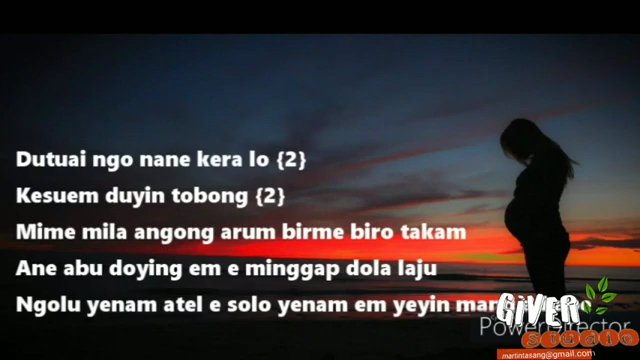 Dutuai ngo nane kera lo {2}
Kesuem duyin tobong {2}
Mime mila angong arum birme biro takam
Ane abu doying em e minggap dola laju
Ngolu yenam atel e solo yenam em yeyin
GIVER
STUDIO
PowerDirector
martintasang@gmail.com